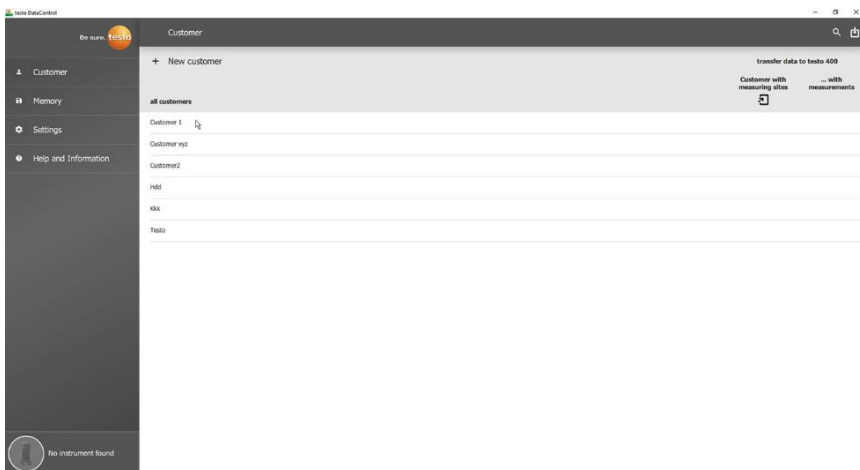 testo DataControl
Be sure. testo
Customer
Customer
Memory
Settings
Help and Information
No instrument found
+ New customer
transfer data to testo 400
Customer with
measuring sites
... with
measurements
all customers
Customer 1
Customer xyz
Customer2
Hdd
Kkk
Testo